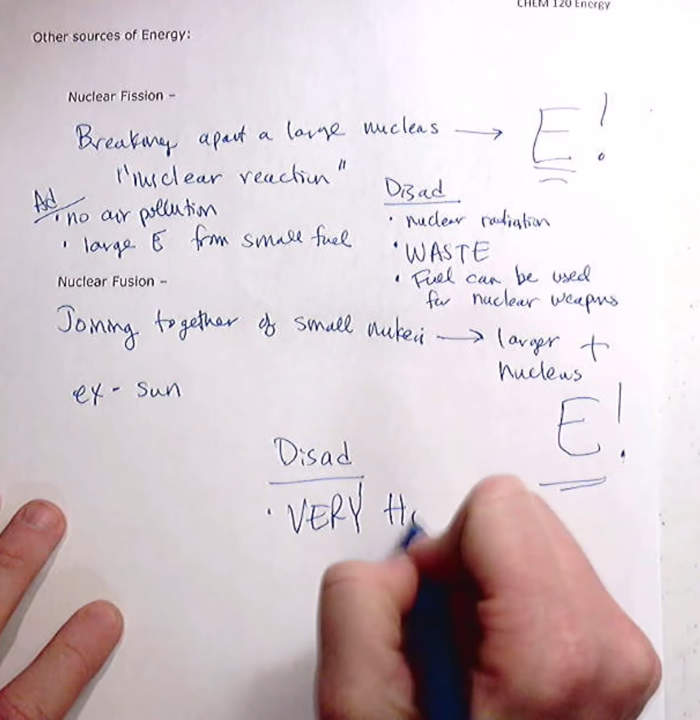 CHEM 120 Energy
Other sources of Energy:
Nuclear Fission –
Breaking apart a large nucleus → E!
"nuclear reaction"
Ad
· no air pollution
· large E from small fuel
Disad
· nuclear radiation
· WASTE
· Fuel can be used
for nuclear weapons
Nuclear Fusion –
Joining together of small nukeii → larger +
nucleus
E!
ex - sun
Disad
· VERY Ho